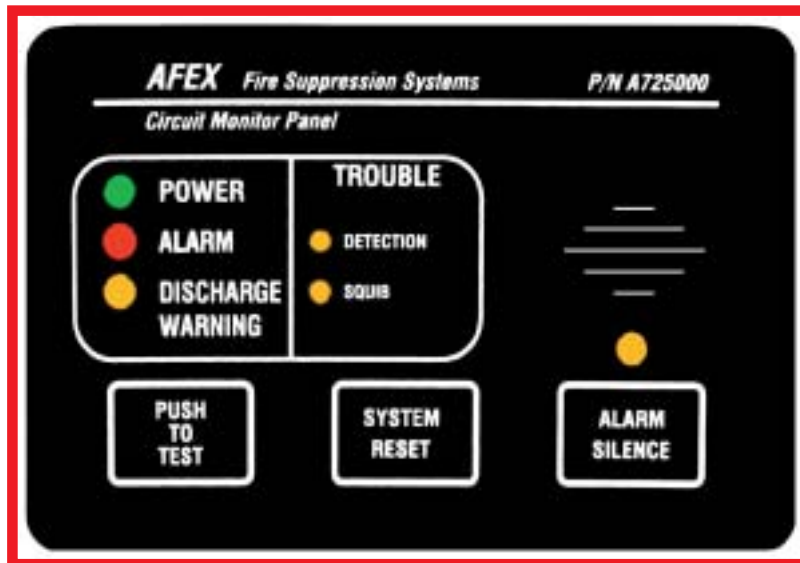 AFEX Fire Suppression Systems P/N A725000
Circuit Monitor Panel
POWER
ALARM
DISCHARGE
WARNING
TROUBLE
DETECTION
SQUIB
PUSH
TO
TEST
SYSTEM
RESET
ALARM
SILENCE